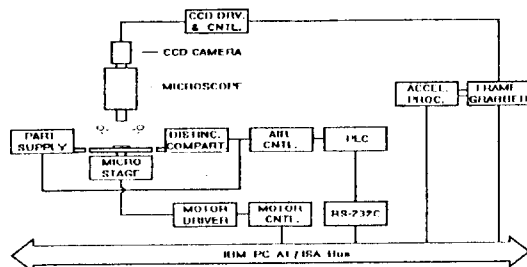 CCD DRV.
& CNTL.
CCD CAMERA
MICROSCOPE
ACCEL.
PROC.
FRAME
GRABBER
PART
SUPPLY
DISTINC.
COMPART.
AIR
CNTL.
PLC
MICRO
STAGE
MOTOR
DRIVER
MOTOR
CNTL.
RS-232C
IBM PC AT/ISA Bus